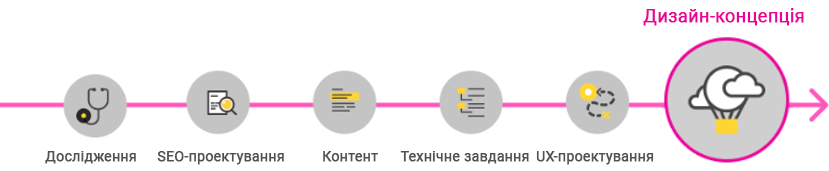 Дизайн-концепція
Дослідження
SEO-проектування
Контент
Технічне завдання
UX-проектування